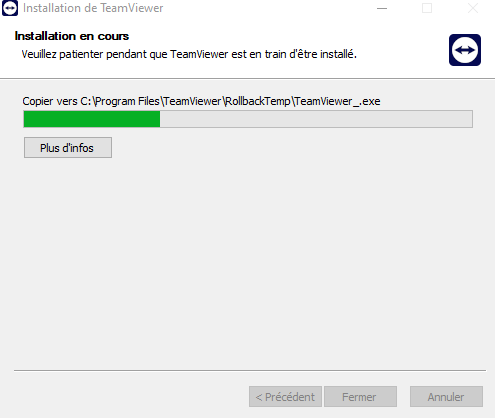 Installation de TeamViewer
Installation en cours
Veuillez patienter pendant que TeamViewer est en train d'être installé.
Copier vers C:\Program Files\TeamViewer\RollbackTemp\TeamViewer_.exe
Plus d'infos
< Précédent
Fermer
Annuler